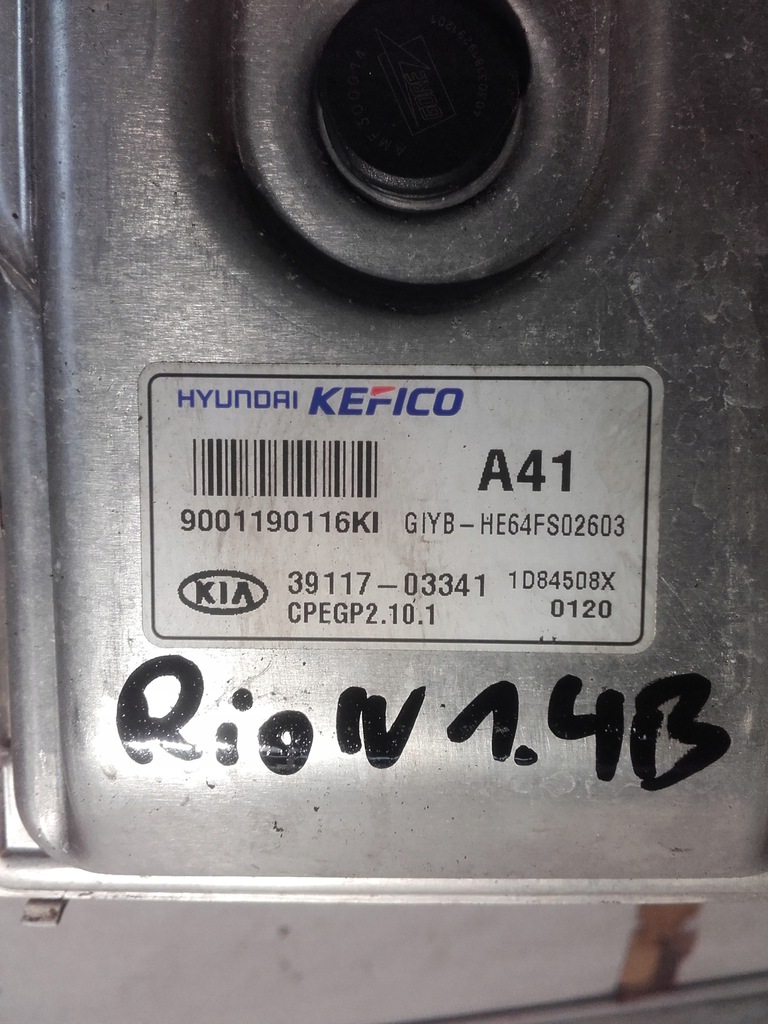 HYUNDAI KEFICO
A41
9001190116KI GIYB-HE64FS02603
KIA 39117-03341 1D84508X
CPEGP2.10.1 0120
Rio IV 1.4B